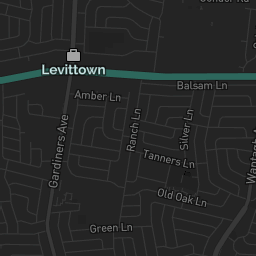 Levittown
Balsam Ln
Amber Ln
Gardiners Ave
Ranch Ln
Silver Ln
Tanners Ln
Old Oak Ln
Green Ln